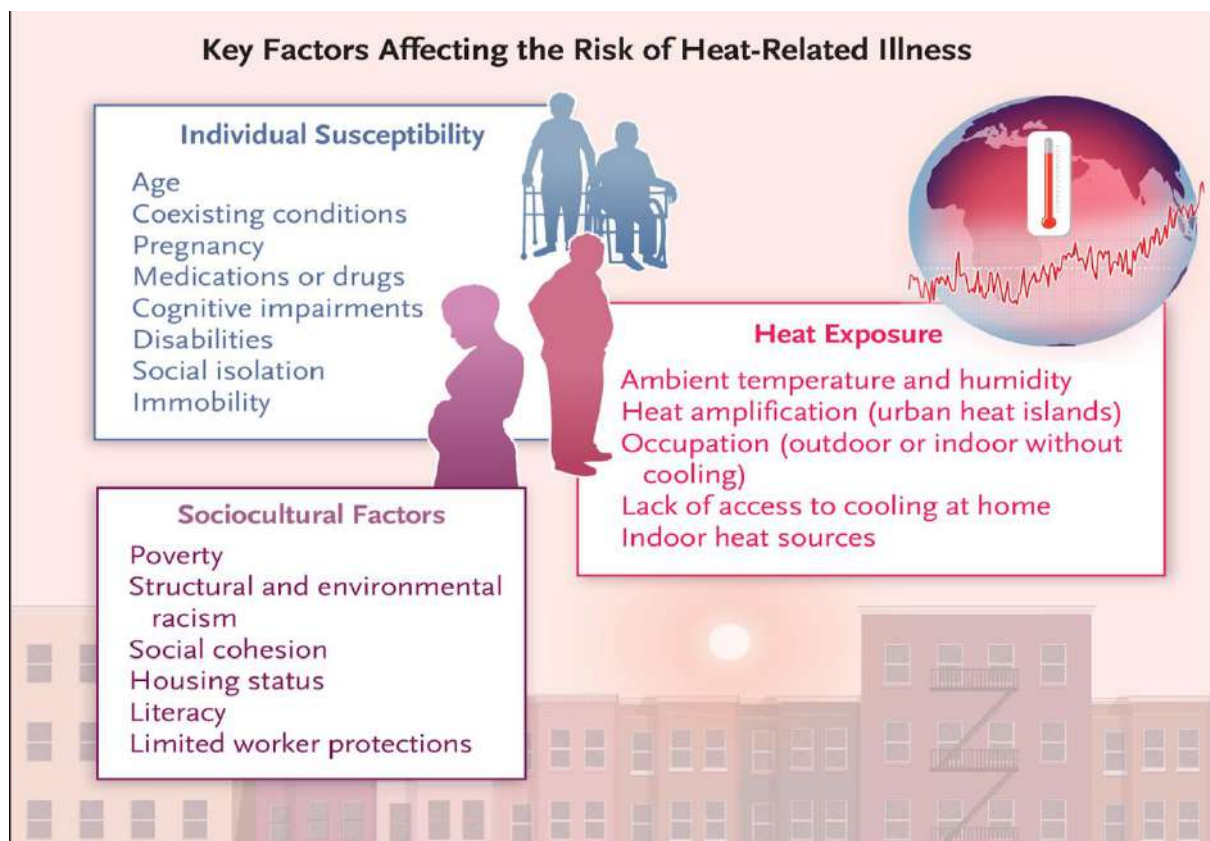 Key Factors Affecting the Risk of Heat-Related Illness
Individual Susceptibility
Age
Coexisting conditions
Pregnancy
Medications or drugs
Cognitive impairments
Disabilities
Social isolation
Immobility
Heat Exposure
Ambient temperature and humidity
Heat amplification (urban heat islands)
Occupation (outdoor or indoor without
cooling)
Lack of access to cooling at home
Indoor heat sources
Sociocultural Factors
Poverty
Structural and environmental
racism
Social cohesion
Housing status
Literacy
Limited worker protections